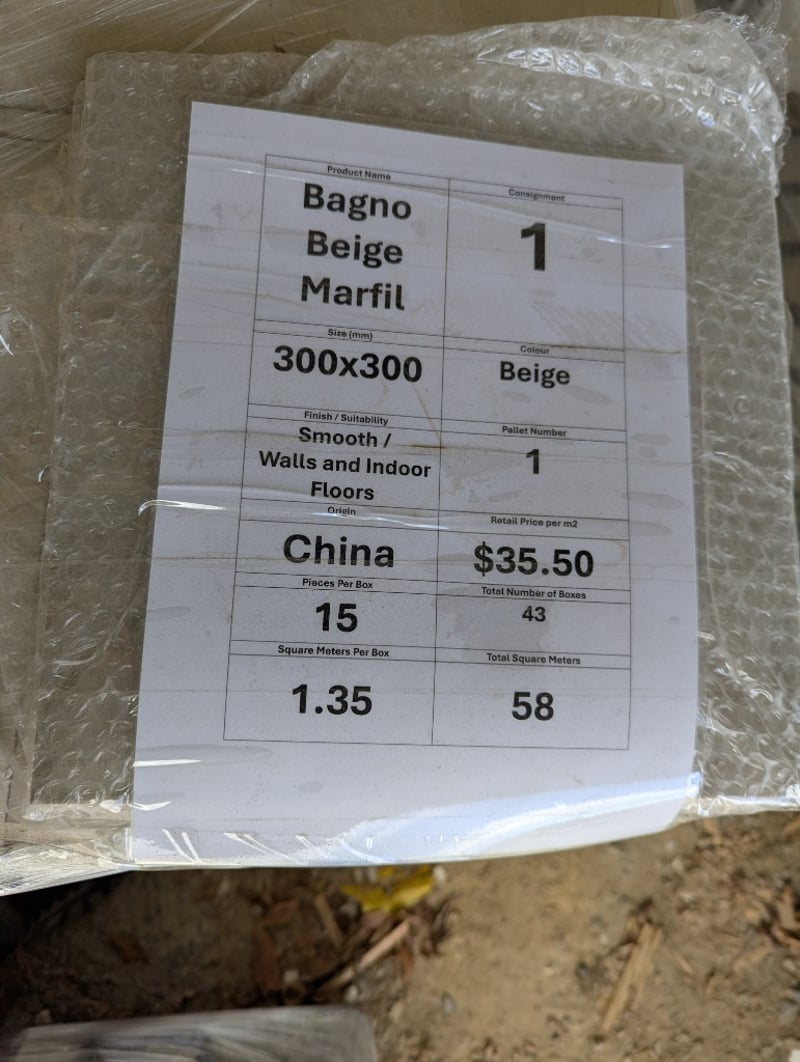 Product Name
Bagno
Beige
Marfil
Consignment
1
Size (mm)
300x300
Colour
Beige
Finish / Suitability
Smooth /
Walls and Indoor
Floors
Pallet Number
1
Origin
China
Retail Price per m2
$35.50
Pieces Per Box
15
Total Number of Boxes
43
Square Meters Per Box
1.35
Total Square Meters
58